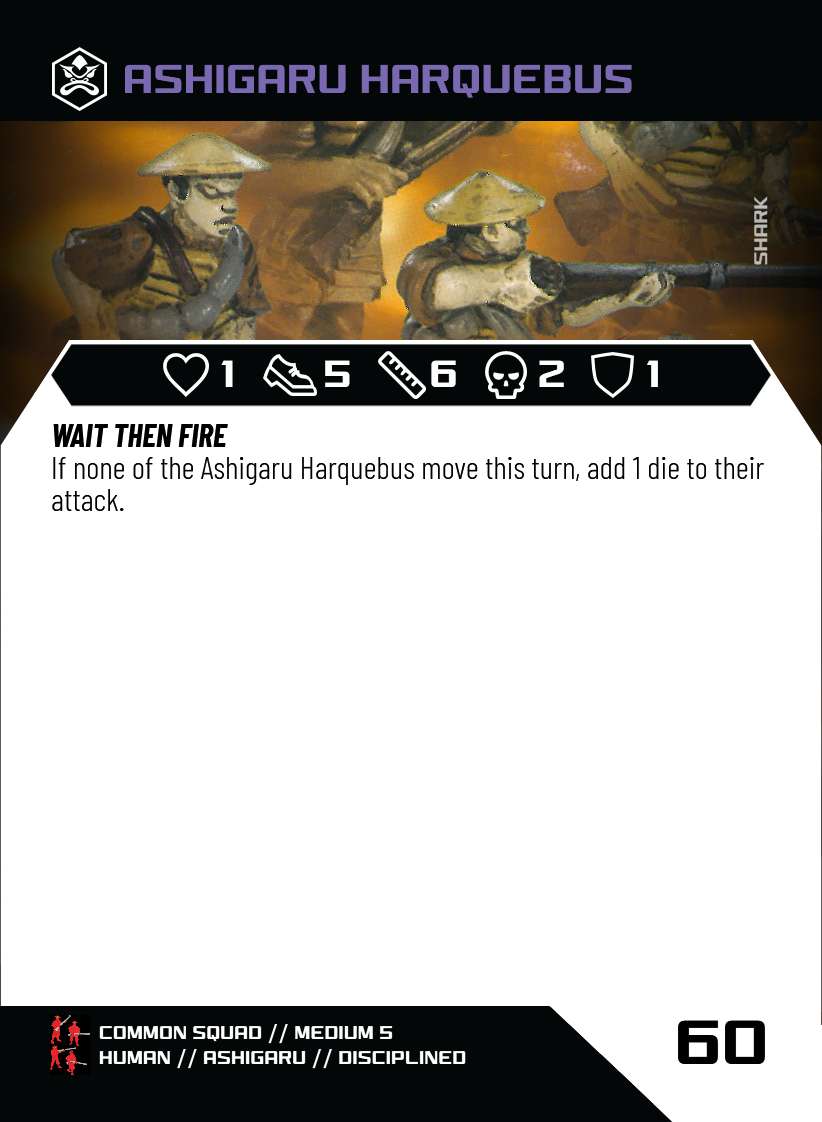 ASHIGARU HARQUEBUS
SHARK
1 5 6 2 1
WAIT THEN FIRE
If none of the Ashigaru Harquebus move this turn, add 1 die to their
attack.
COMMON SQUAD // MEDIUM 5
HUMAN // ASHIGARU // DISCIPLINED
60